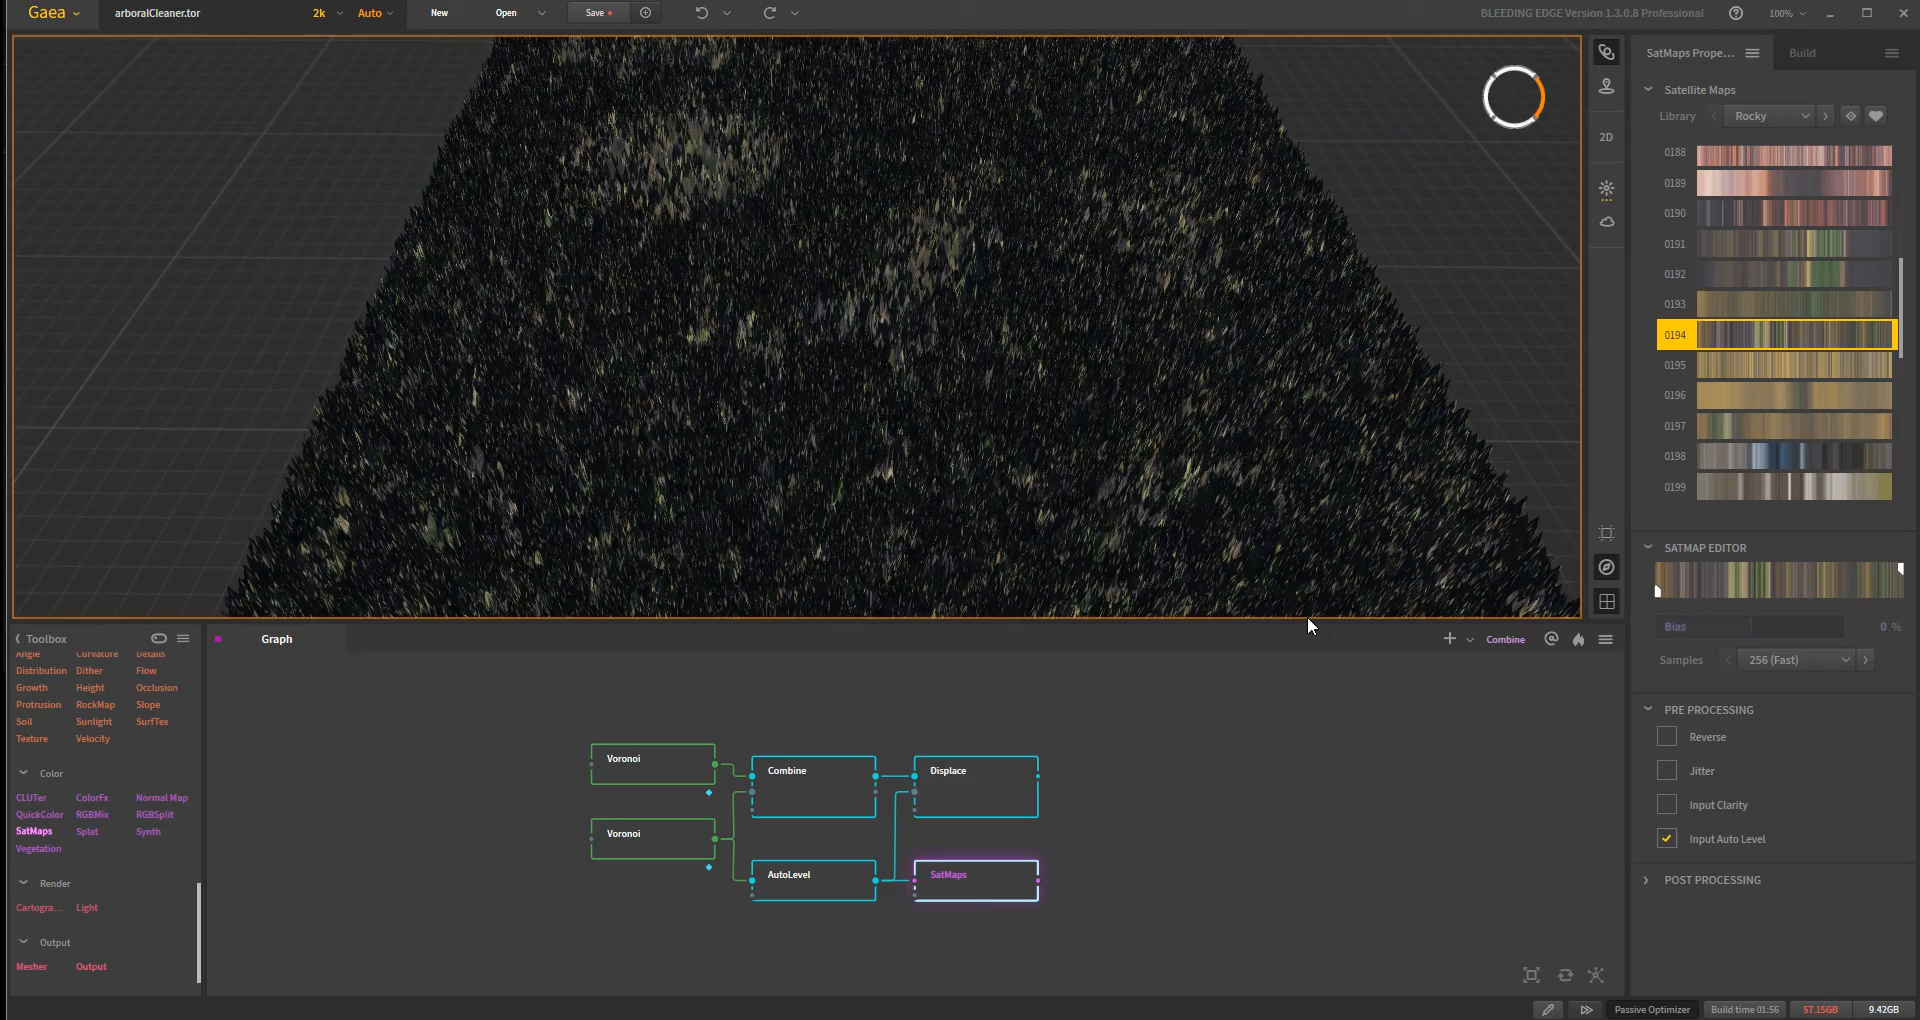 Gaea
arboralCleaner.tor
2k
Auto
New
Open
Save
BLEEDING EDGE Version 1.3.0.8 Professional
100%
2D
SatMaps Prope...
Build
Satellite Maps
Library
Rocky
0188
0189
0190
0191
0192
0193
0194
0195
0196
0197
0198
0199
SATMAP EDITOR
Bias
0 %
Samples
256 (Fast)
PRE PROCESSING
Reverse
Jitter
Input Clarity
Input Auto Level
POST PROCESSING
Toolbox
Angle Curvature Details
Distribution Dither Flow
Growth Height Occlusion
Protrusion RockMap Slope
Soil Sunlight SurfTex
Texture Velocity
Color
CLUTer ColorFx Normal Map
QuickColor RGBMix RGBSplit
SatMaps Splat Synth
Vegetation
Render
Cartogra... Light
Output
Mesher Output
Graph
Combine
Voronoi
Combine
Displace
Voronoi
AutoLevel
SatMaps
Passive Optimizer
Build time 01:56
57.15GB
9.42GB